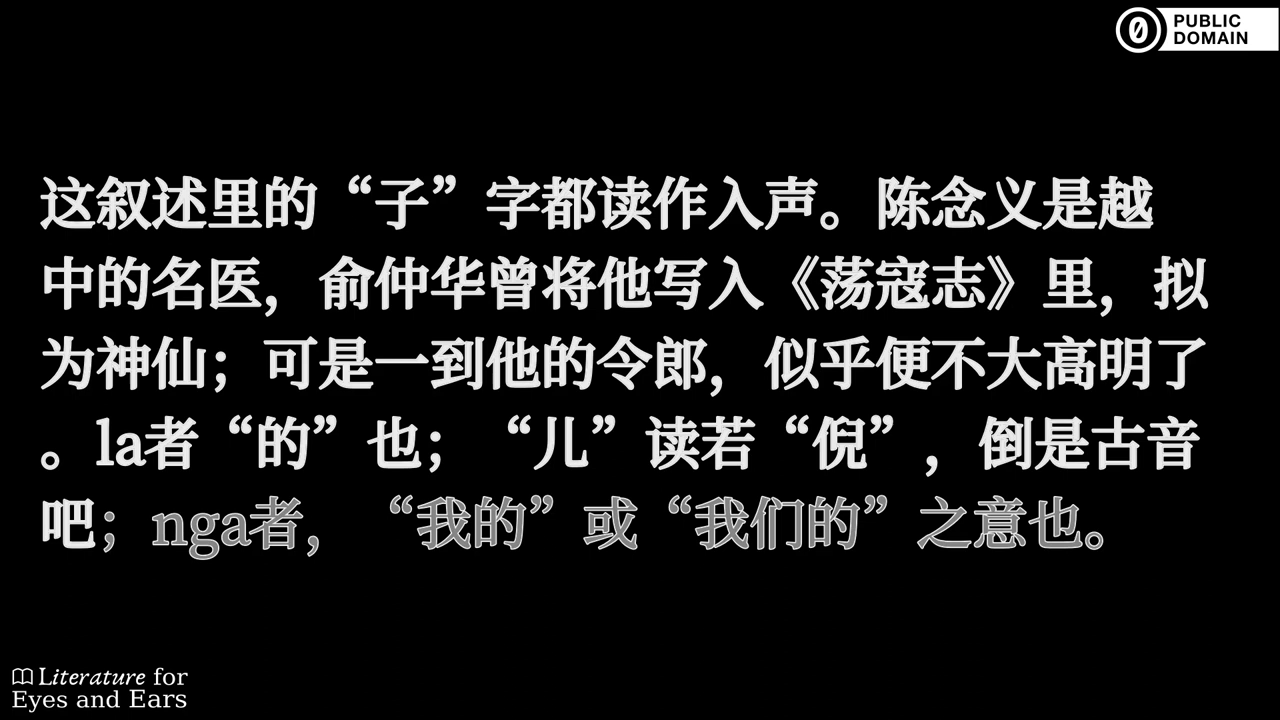 PUBLIC
DOMAIN
这叙述里的“子”字都读作入声。陈念义是越
中的名医，俞仲华曾将他写入《荡寇志》里，拟
为神仙；可是一到他的令郎，似乎便不大高明了
。la者“的”也；“儿”读若“倪”，倒是古音
吧；nga者，“我的”或“我们的”之意也。
Literature for
Eyes and Ears